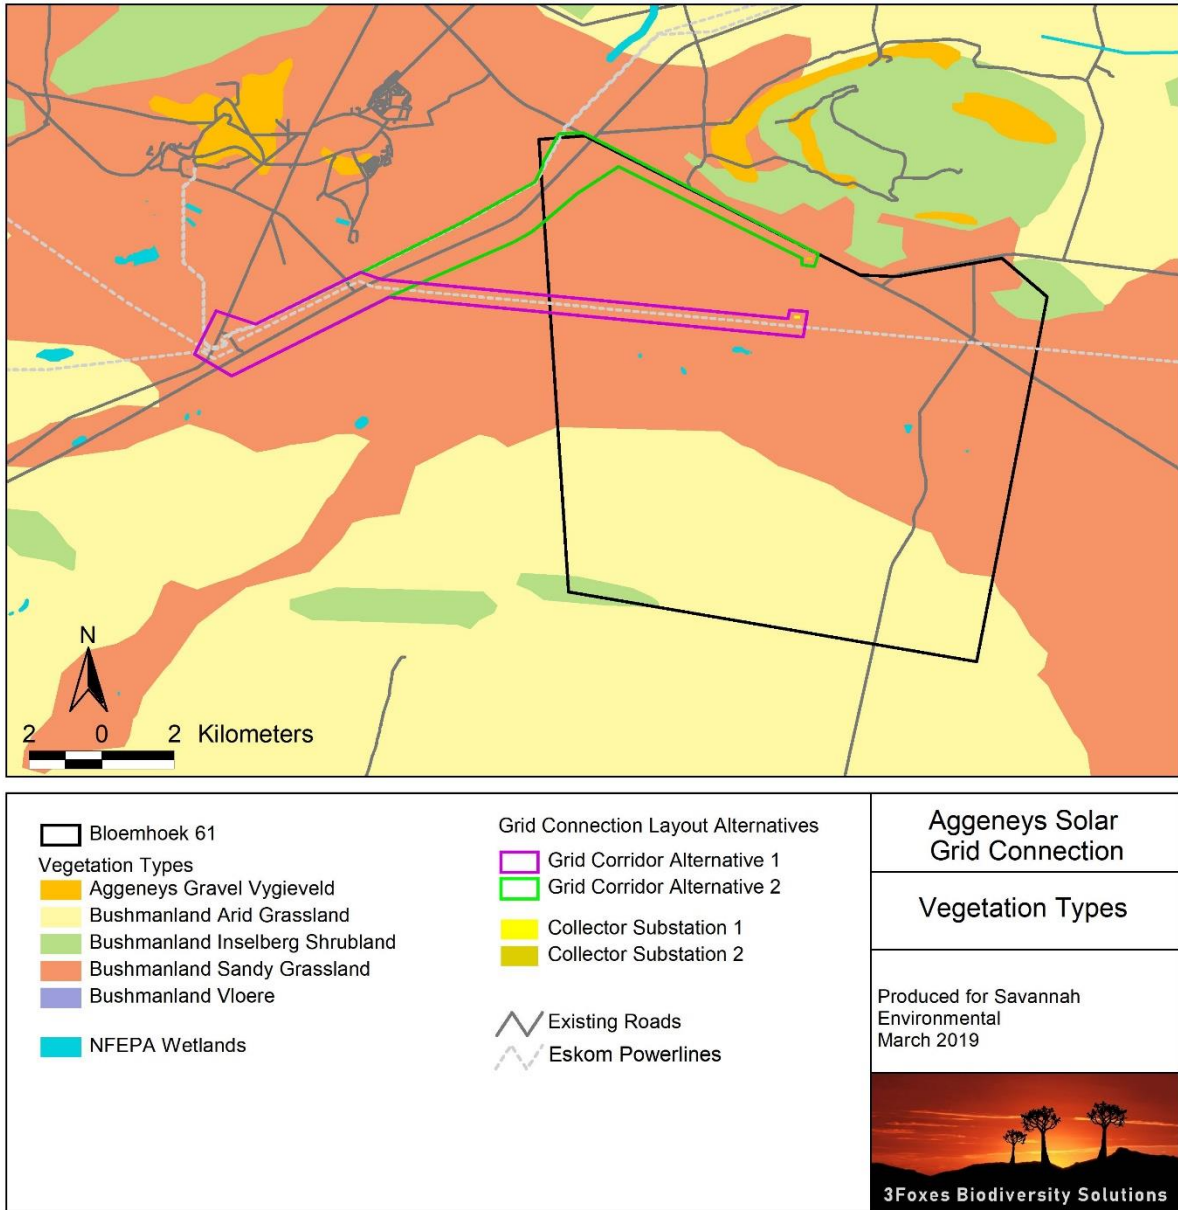 N
2 0 2 Kilometers
Bloemhoek 61
Vegetation Types
Aggeneys Gravel Vygieveld
Bushmanland Arid Grassland
Bushmanland Inselberg Shrubland
Bushmanland Sandy Grassland
Bushmanland Vloere
NFEPA Wetlands
Grid Connection Layout Alternatives
Grid Corridor Alternative 1
Grid Corridor Alternative 2
Collector Substation 1
Collector Substation 2
Existing Roads
Eskom Powerlines
Aggeneys Solar
Grid Connection
Vegetation Types
Produced for Savannah
Environmental
March 2019
3Foxes Biodiversity Solutions